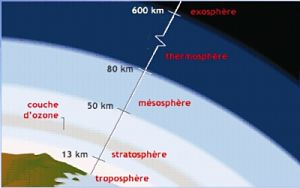 600 km
exosphère
thermosphère
80 km
mésosphère
50 km
couche
d'ozone
13 km
stratosphère
troposphère